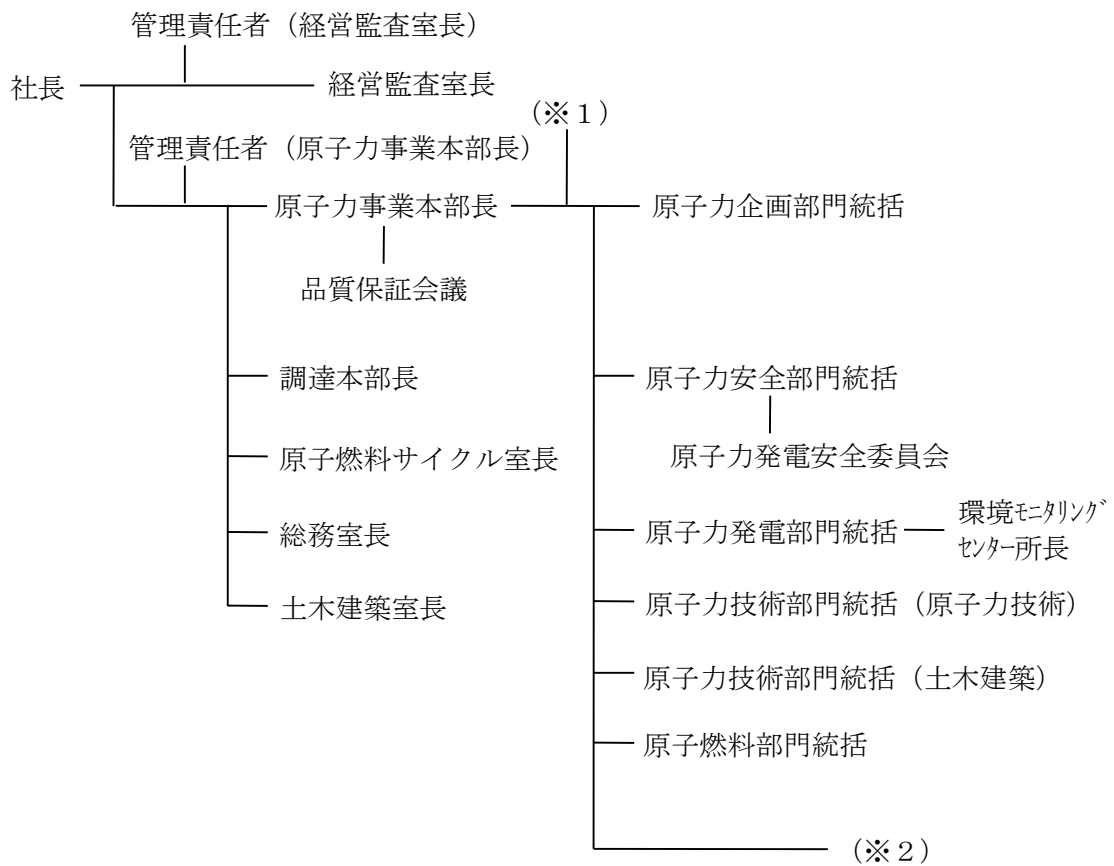 管理責任者（経営監査室長）
社長
経営監査室長
（※１）
管理責任者（原子力事業本部長）
原子力事業本部長
原子力企画部門統括
品質保証会議
調達本部長
原子力安全部門統括
原子燃料サイクル室長
原子力発電安全委員会
総務室長
原子力発電部門統括
環境ﾓﾆﾀﾘﾝｸﾞ
ｾﾝﾀｰ所長
土木建築室長
原子力技術部門統括（原子力技術）
原子力技術部門統括（土木建築）
原子燃料部門統括
（※２）